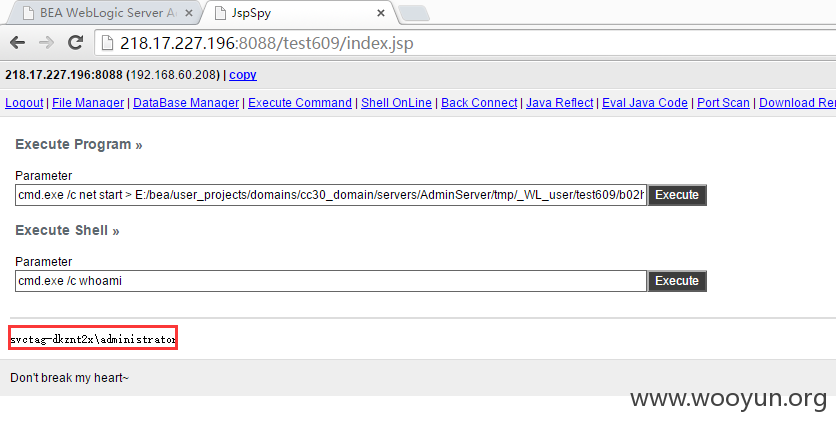 BEA WebLogic Server A
JspSpy
218.17.227.196:8088/test609/index.jsp
218.17.227.196:8088 (192.168.60.208) | copy
Logout | File Manager | DataBase Manager | Execute Command | Shell OnLine | Back Connect | Java Reflect | Eval Java Code | Port Scan | Download Rer
Execute Program »
Parameter
cmd.exe /c net start > E:/bea/user_projects/domains/cc30_domain/servers/AdminServer/tmp/_WL_user/test609/b02h Execute
Execute Shell »
Parameter
cmd.exe /c whoami Execute
svctag-dkznt2x\administrator
Don't break my heart~
www.wooyun.org